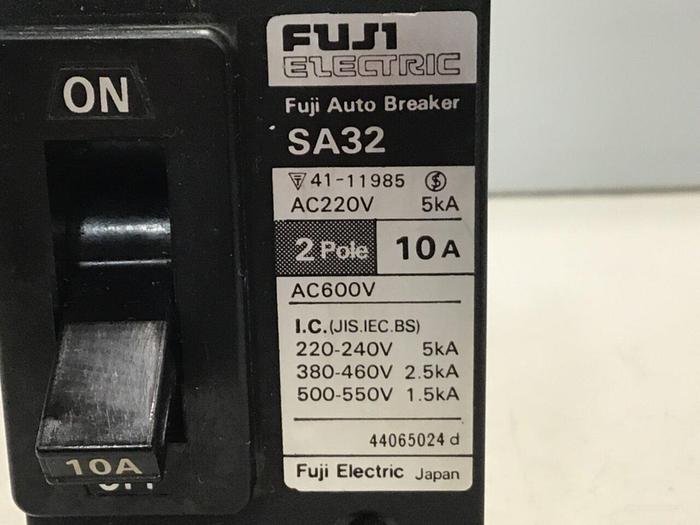 ON
10A
FUJI
ELECTRIC
Fuji Auto Breaker
SA32
41-11985
AC220V 5kA
2 Pole 10A
AC600V
I.C.(JIS.IEC.BS)
220-240V 5kA
380-460V 2.5kA
500-550V 1.5kA
44065024 d
Fuji Electric Japan